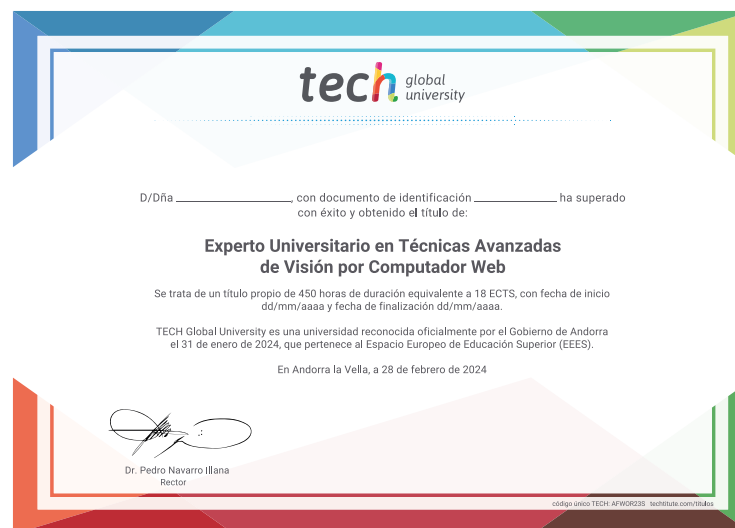 tech global university
D/Dña ____________, con documento de identificación ____________ ha superado
con éxito y obtenido el título de:
Experto Universitario en Técnicas Avanzadas
de Visión por Computador Web
Se trata de un título propio de 450 horas de duración equivalente a 18 ECTS, con fecha de inicio
dd/mm/aaaa y fecha de finalización dd/mm/aaaa.
TECH Global University es una universidad reconocida oficialmente por el Gobierno de Andorra
el 31 de enero de 2024, que pertenece al Espacio Europeo de Educación Superior (EEES).
En Andorra la Vella, a 28 de febrero de 2024
Dr. Pedro Navarro Illana
Rector
código único TECH: AFWOR23S techtitute.com/titulos